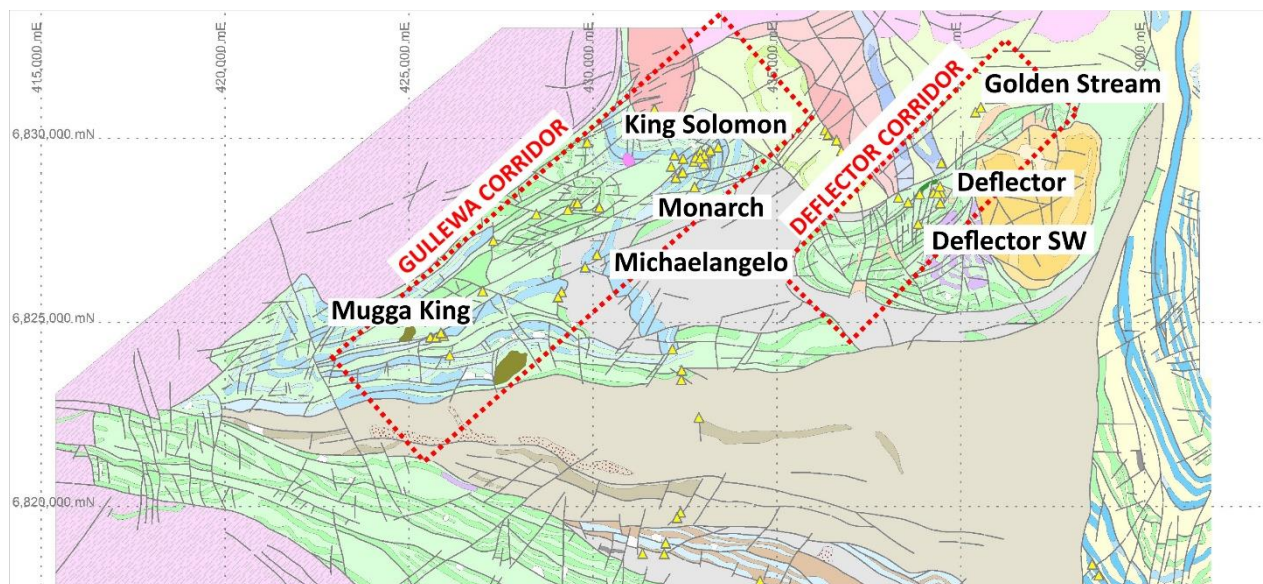 415,000 mE
420,000 mE
425,000 mE
430,000 mE
435,000 mE
mE
000 mE
6,830,000 mN
6,825,000 mN
6,820,000 mN
GULLEWA CORRIDOR
DEFLECTOR CORRIDOR
Golden Stream
King Solomon
Deflector
Monarch
Deflector SW
Michaelangelo
Mugga King